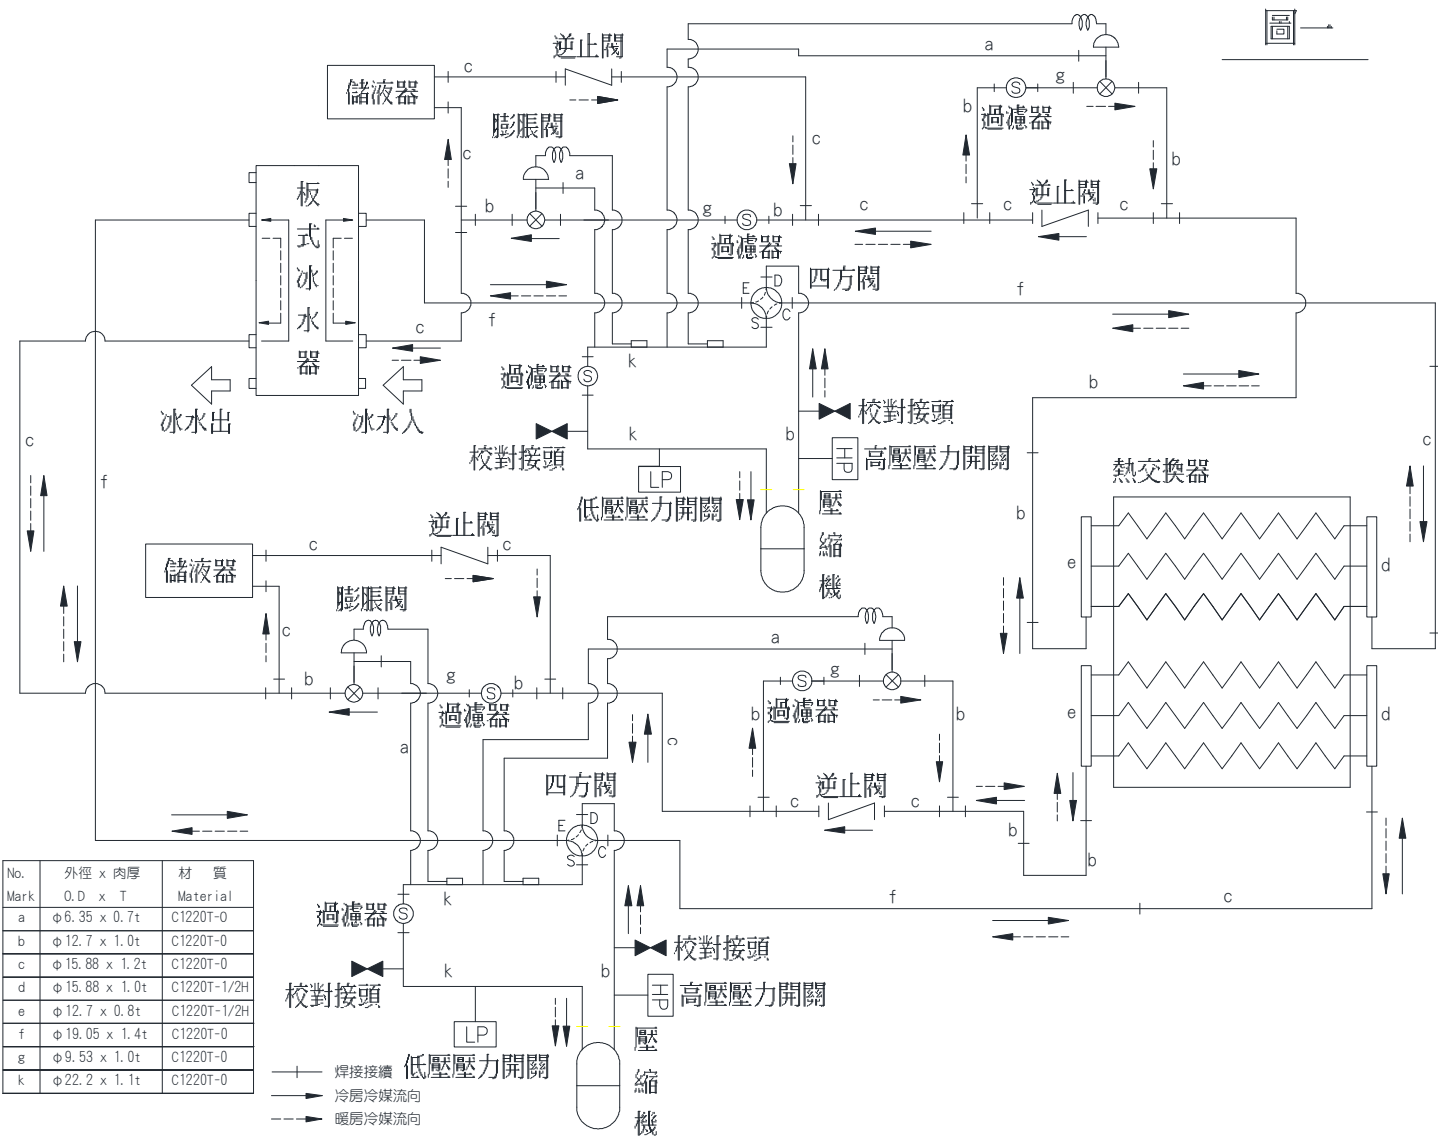 圖一
逆止閥
c
a
儲液器
c
g
過濾器
b
膨脹閥
b
c
c
a
逆止閥
板式冰水器
b
g
b
c
c
c
過濾器
四方閥
E
D
C
S
f
f
c
k
過濾器
b
冰水出
冰水入
校對接頭
c
k
b
c
校對接頭
LP
HP
高壓壓力開關
熱交換器
f
低壓壓力開關
壓縮機
b
逆止閥
c
c
儲液器
e
d
膨脹閥
c
a
b
g
b
g
過濾器
過濾器
b
b
e
d
a
c
四方閥
逆止閥
c
c
E
D
C
S
b
b
k
f
c
過濾器
校對接頭
k
b
校對接頭
HP
高壓壓力開關
LP
低壓壓力開關
壓縮機
No. 外徑 x 肉厚 材 質
Mark O.D x T Material
a φ6.35 x 0.7t C1220T-O
b φ12.7 x 1.0t C1220T-0
c φ15.88 x 1.2t C1220T-0
d φ15.88 x 1.0t C1220T-1/2H
e φ12.7 x 0.8t C1220T-1/2H
f φ19.05 x 1.4t C1220T-0
g φ9.53 x 1.0t C1220T-0
k φ22.2 x 1.1t C1220T-0
焊接接續
冷房冷媒流向
暖房冷媒流向